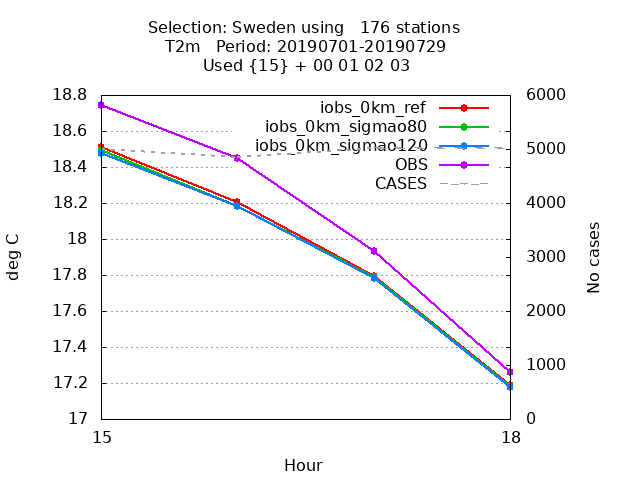 Selection: Sweden using   176 stations
T2m   Period: 20190701-20190729
Used {15} + 00 01 02 03
18.8
18.6
18.4
18.2
18
17.8
17.6
17.4
17.2
17
deg C
iobs_0km_ref
iobs_0km_sigmao80
iobs_0km_sigmao120
OBS
CASES
6000
5000
4000
3000
2000
1000
0
No cases
15
18
Hour